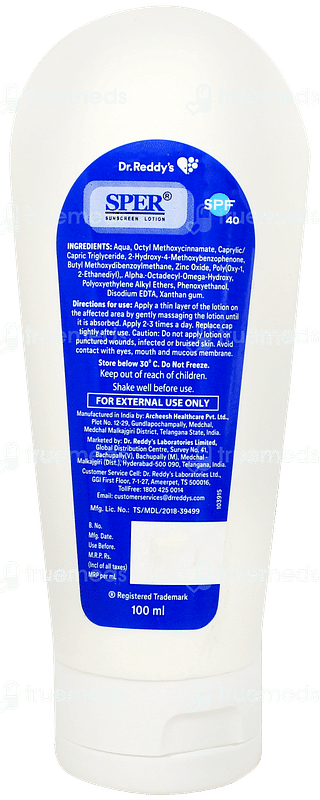 Dr.Reddy's
SPER®
SUNSCREEN LOTION
SPF
40
INGREDIENTS: Aqua, Octyl Methoxycinnamate, Caprylic/
Capric Triglyceride, 2-Hydroxy-4-Methoxybenzophenone,
Butyl Methoxydibenzoylmethane, Zinc Oxide, Poly(Oxy-1,
2-Ethanediyl),, Alpha.-Octadecyl-Omega-Hydroxy,
Polyoxyethylene Alkyl Ethers, Phenoxyethanol,
Disodium EDTA, Xanthan gum.
Directions for use: Apply a thin layer of the lotion on
the affected area by gently massaging the lotion until
it is absorbed. Apply 2-3 times a day. Replace cap
tightly after use. Caution: Do not apply lotion on
punctured wounds, infected or bruised skin. Avoid
contact with eyes, mouth and mucous membrane.
Store below 30° C. Do Not Freeze.
Keep out of reach of children.
Shake well before use.
FOR EXTERNAL USE ONLY
Manufactured in India by: Archeesh Healthcare Pvt. Ltd.,
Plot No. 12-29, Gundlapochampally, Medchal,
Medchal Malkajgiri District, Telangana State, India.
Marketed by: Dr. Reddy's Laboratories Limited,
Global Distribution Centre, Survey No. 41,
Bachupally(V), Bachupally (M), Medchal -
Malkajgiri (Dist.), Hyderabad-500 090, Telangana, India.
Customer Service Cell: Dr. Reddy's Laboratories Ltd.,
GGI First Floor, 7-1-27, Ameerpet, TS 500016,
TollFree: 1800 425 0014
Email: customerservices@drreddys.com
103915
Mfg. Lic. No.: TS/MDL/2018-39499
B. No.
Mfg. Date.
Use Before.
M.R.P. Rs.
(Incl of all taxes)
MRP per ml.
® Registered Trademark
100 ml
truemeds